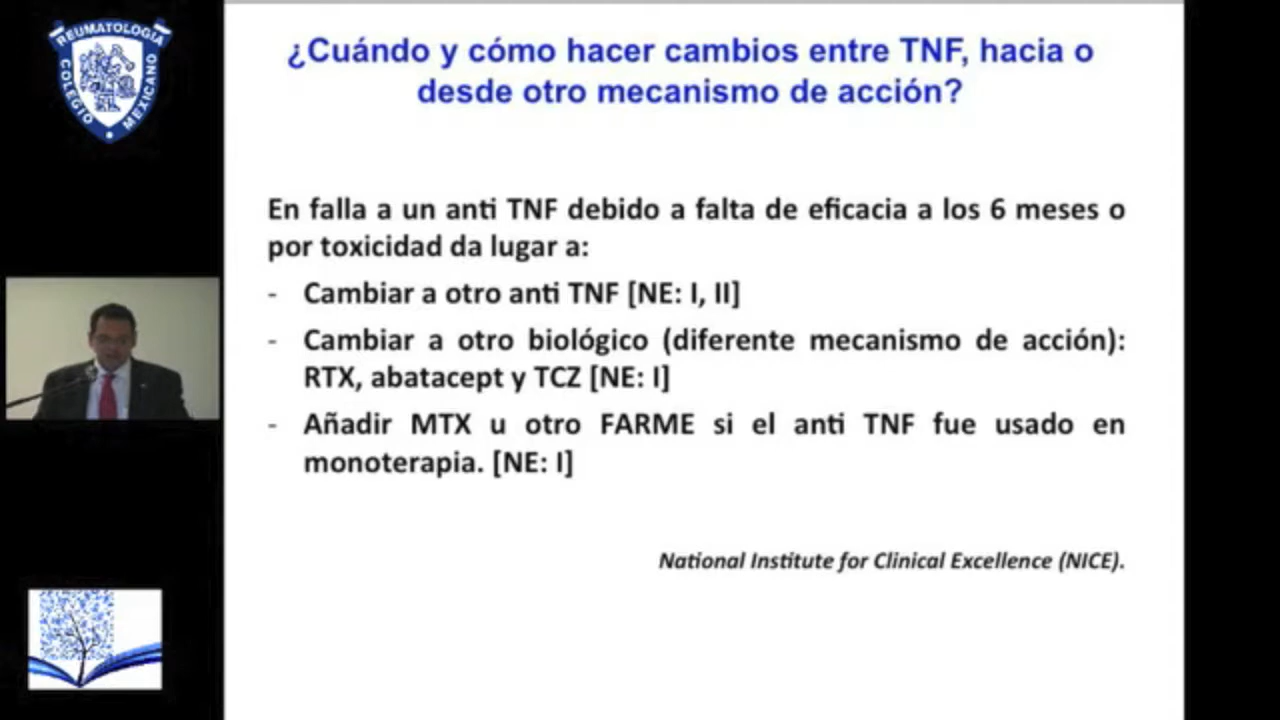 REUMATOLOGIA
COLEGIO
MEXICANO
¿Cuándo y cómo hacer cambios entre TNF, hacia o
desde otro mecanismo de acción?
En falla a un anti TNF debido a falta de eficacia a los 6 meses o
por toxicidad da lugar a:
- Cambiar a otro anti TNF [NE: I, II]
- Cambiar a otro biológico (diferente mecanismo de acción):
RTX, abatacept y TCZ [NE: I]
- Añadir MTX u otro FARME si el anti TNF fue usado en
monoterapia. [NE: I]
National Institute for Clinical Excellence (NICE).